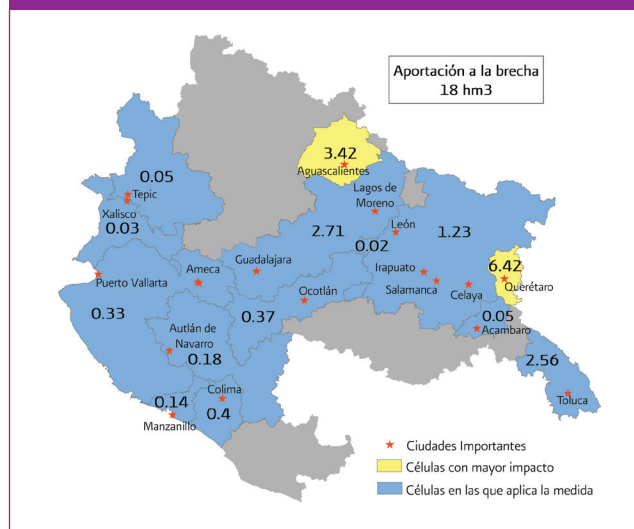 Aportación a la brecha
18 hm3
3.42
Aguascalientes
0.05
Tepic
Xalisco
0.03
Lagos de
Moreno
León
2.71
0.02
1.23
Puerto Vallarta
Ameca
Guadalajara
Irapuato
Salamanca
Celaya
6.42
Querétaro
Ocotlán
0.33
0.37
0.05
Acambaro
Autlán de
Navarro
0.18
2.56
Toluca
Colima
0.14
0.4
Manzanillo
Ciudades Importantes
Células con mayor impacto
Células en las que aplica la medida